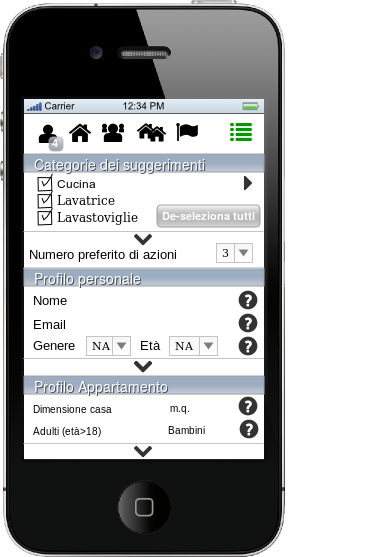 Carrier 12:34 PM
4
Categorie dei suggerimenti
Cucina
Lavatrice
Lavastoviglie De-seleziona tutti
Numero preferito di azioni 3
Profilo personale
Nome ?
Email ?
Genere NA Età NA ?
Profilo Appartamento
Dimensione casa m.q. ?
Adulti (età>18) Bambini ?